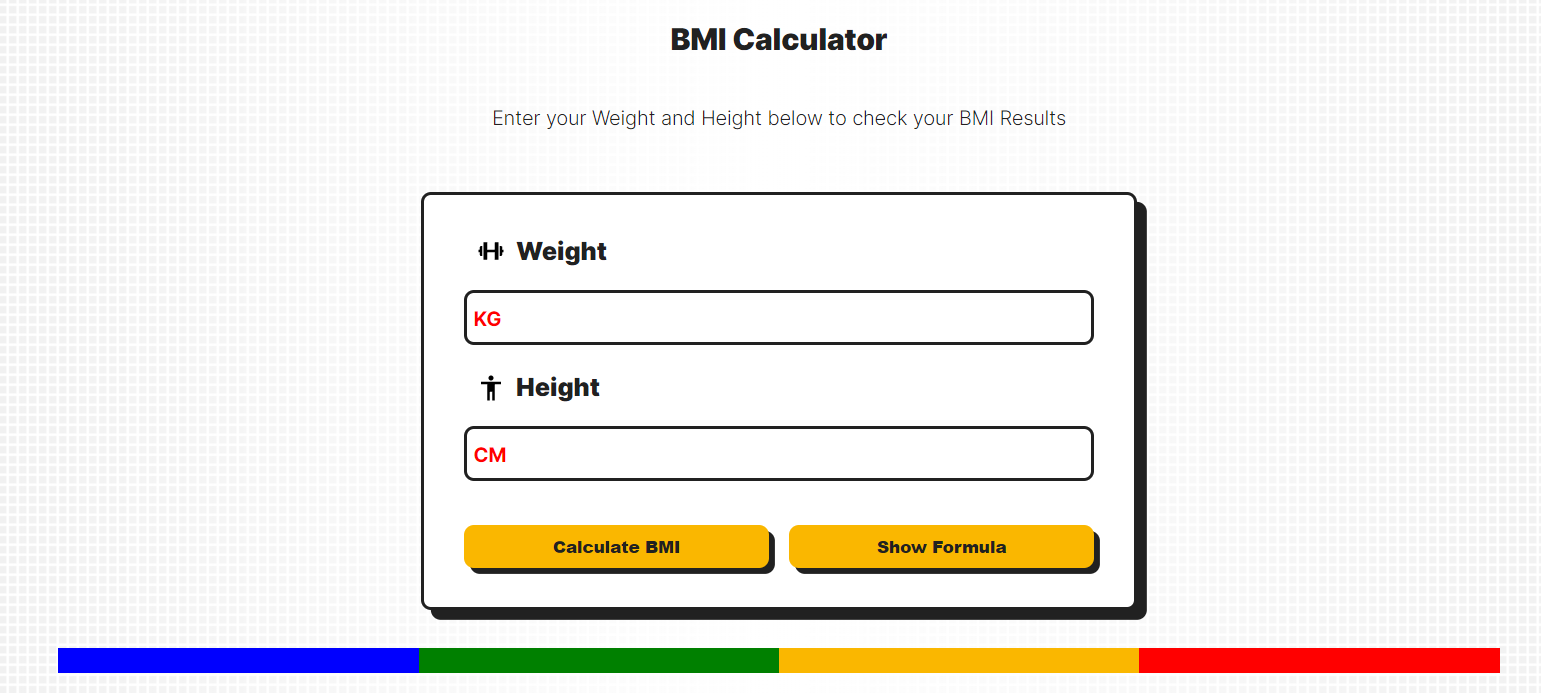 BMI Calculator
Enter your Weight and Height below to check your BMI Results
Weight
KG
Height
CM
Calculate BMI
Show Formula